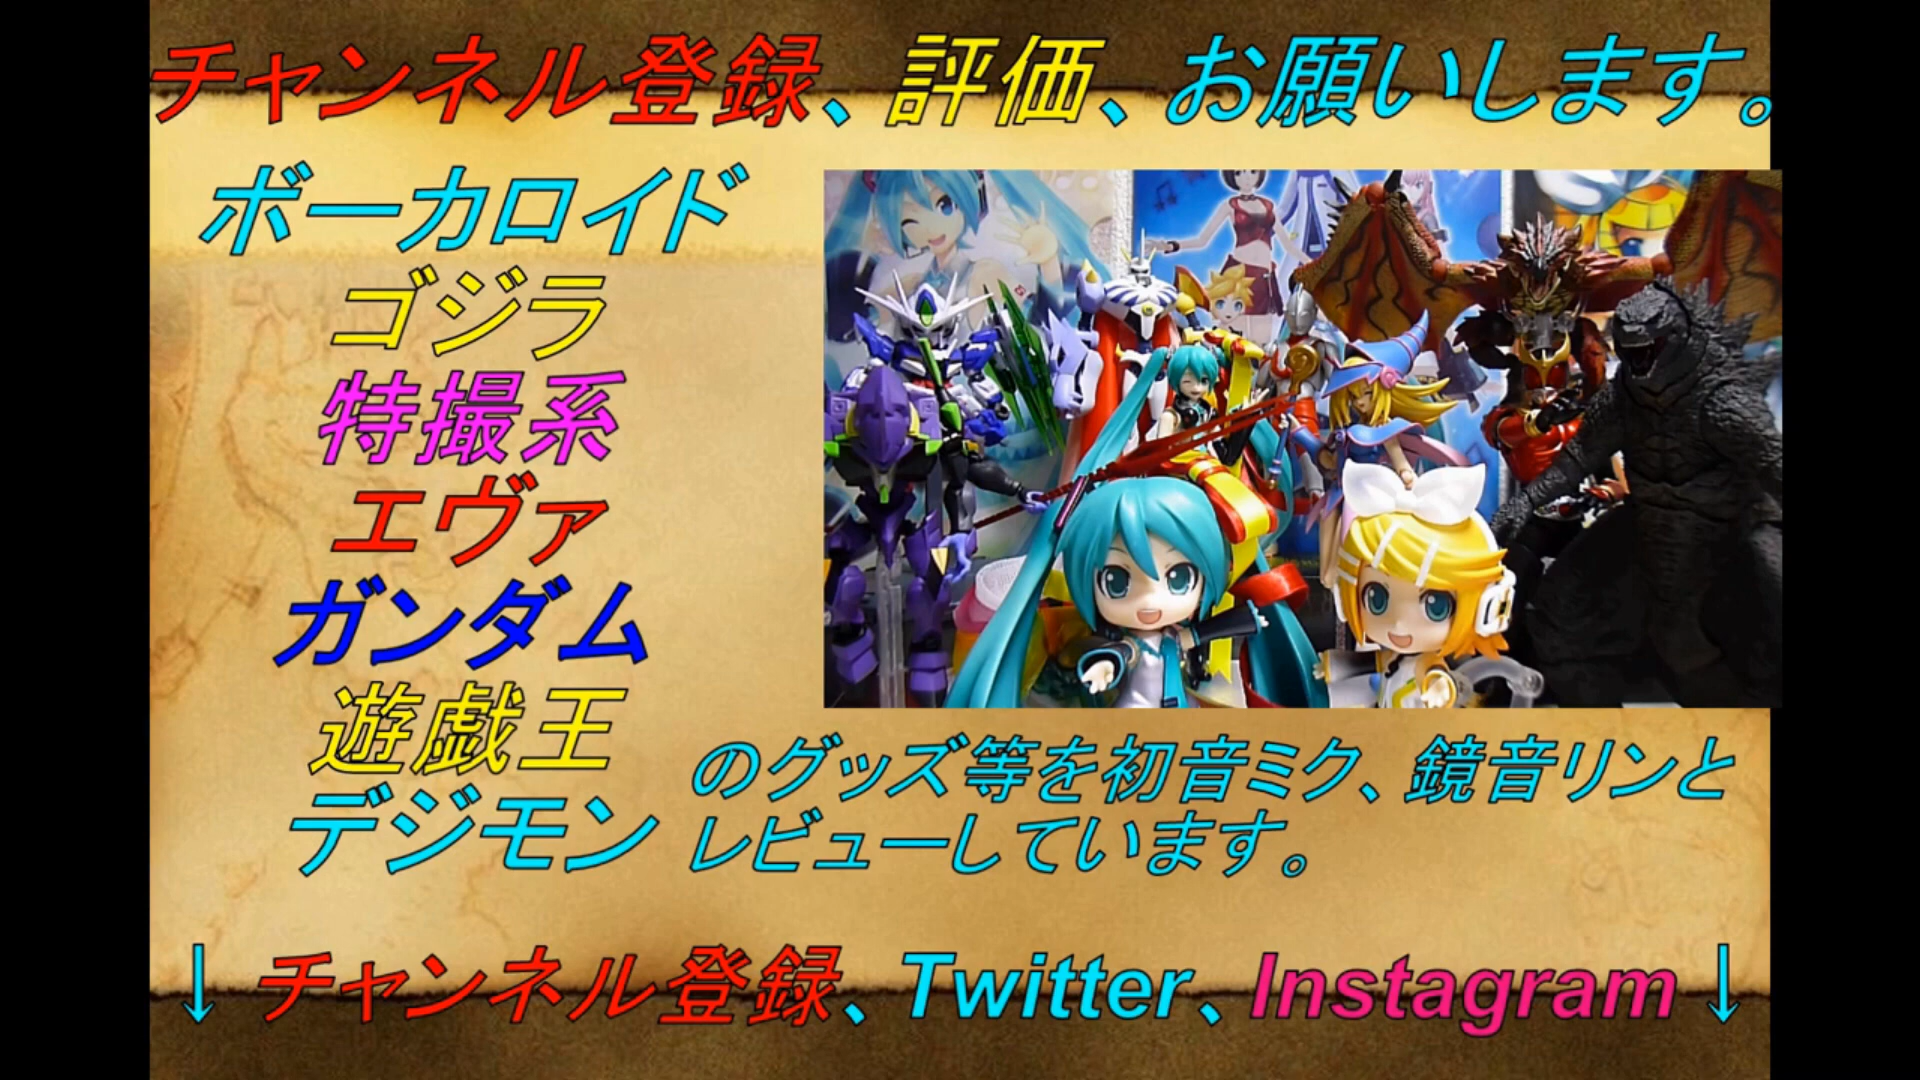 チャンネル登録、評価、お願いします。
ボーカロイド
ゴジラ
特撮系
エヴァ
ガンダム
遊戯王
デジモン
のグッズ等を初音ミク、鏡音リンと
レビューしています。
↓チャンネル登録、Twitter、Instagram↓